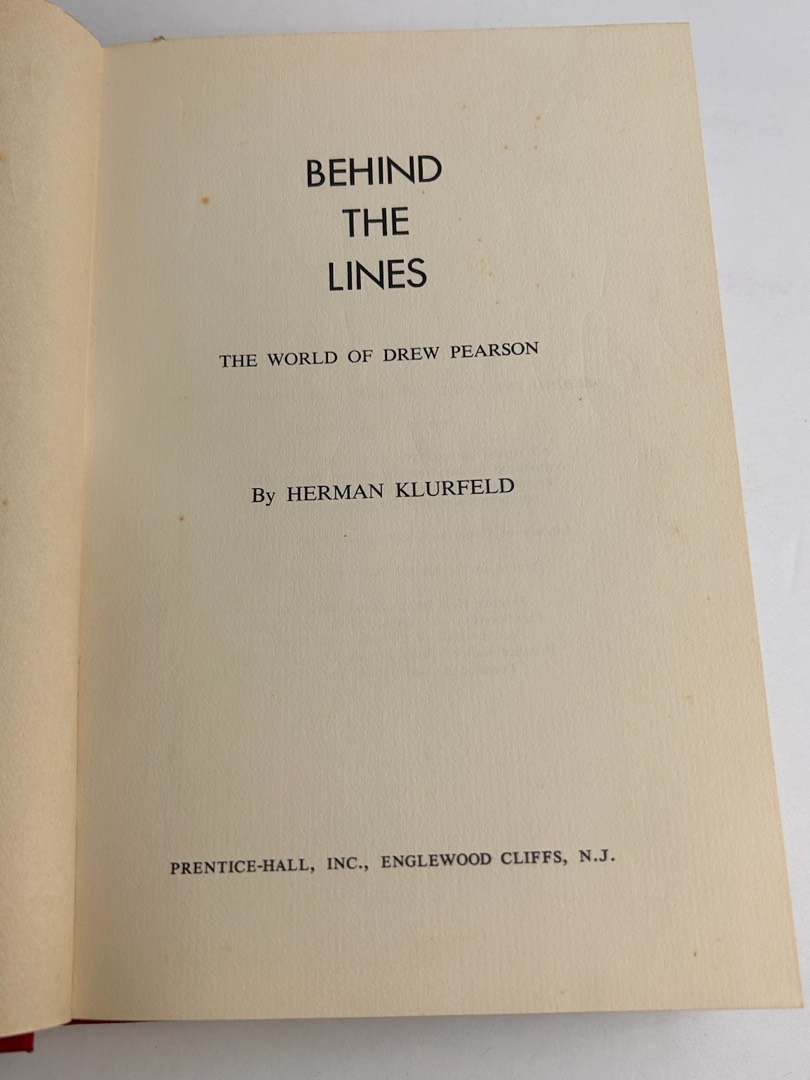 BEHIND
THE
LINES
THE WORLD OF DREW PEARSON
By HERMAN KLURFELD
PRENTICE-HALL, INC., ENGLEWOOD CLIFFS, N.J.